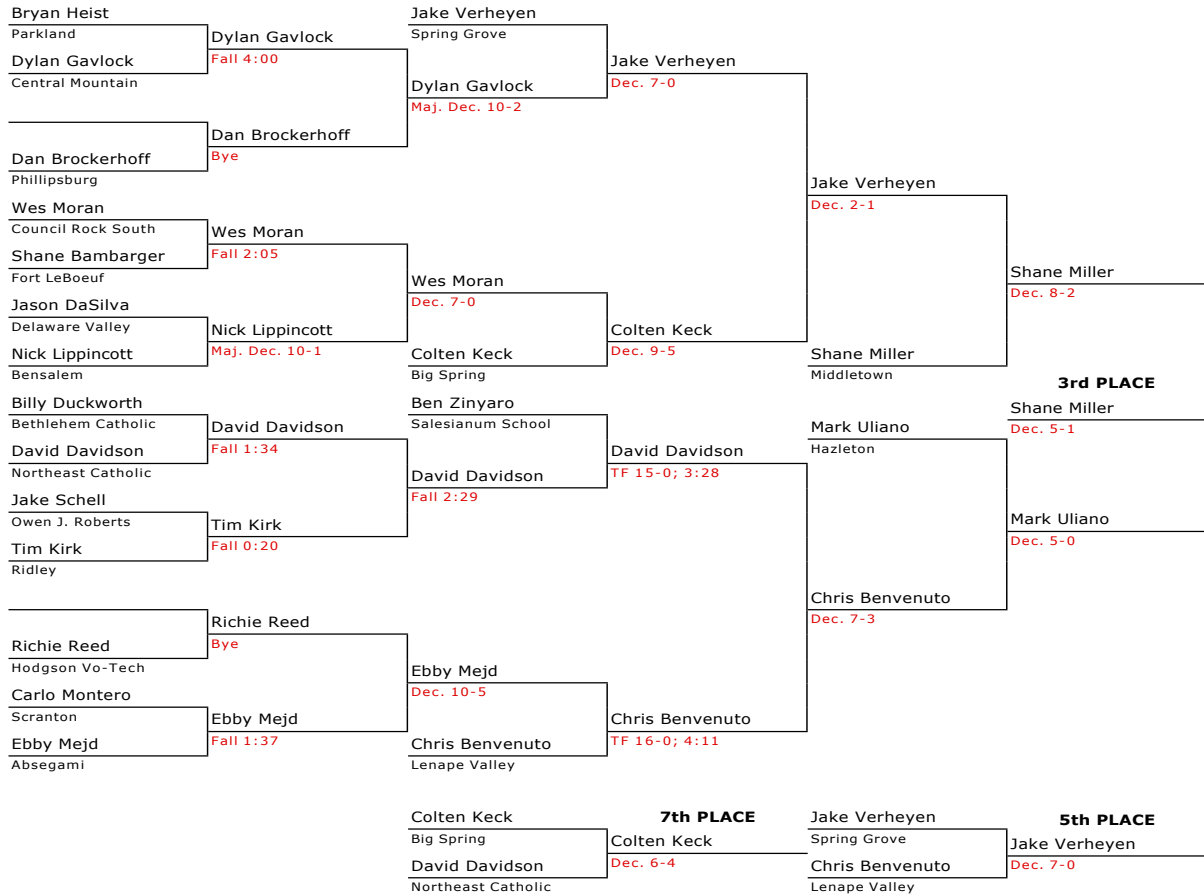 Bryan Heist
Parkland
Dylan Gavlock
Central Mountain
Dan Brockerhoff
Phillipsburg
Wes Moran
Council Rock South
Shane Bambarger
Fort LeBoeuf
Jason DaSilva
Delaware Valley
Nick Lippincott
Bensalem
Billy Duckworth
Bethlehem Catholic
David Davidson
Northeast Catholic
Jake Schell
Owen J. Roberts
Tim Kirk
Ridley
Richie Reed
Hodgson Vo-Tech
Carlo Montero
Scranton
Ebby Mejd
Absegami
Dylan Gavlock
Fall 4:00
Dan Brockerhoff
Bye
Wes Moran
Fall 2:05
Nick Lippincott
Maj. Dec. 10-1
David Davidson
Fall 1:34
Tim Kirk
Fall 0:20
Richie Reed
Bye
Ebby Mejd
Fall 1:37
Jake Verheyen
Spring Grove
Dylan Gavlock
Maj. Dec. 10-2
Wes Moran
Dec. 7-0
Colten Keck
Big Spring
Ben Zinyaro
Salesianum School
David Davidson
Fall 2:29
Ebby Mejd
Dec. 10-5
Chris Benvenuto
Lenape Valley
Jake Verheyen
Dec. 7-0
Colten Keck
Dec. 9-5
David Davidson
TF 15-0; 3:28
Chris Benvenuto
TF 16-0; 4:11
Jake Verheyen
Dec. 2-1
Shane Miller
Middletown
Mark Uliano
Hazleton
Chris Benvenuto
Dec. 7-3
Shane Miller
Dec. 8-2
3rd PLACE
Shane Miller
Dec. 5-1
Mark Uliano
Dec. 5-0
Colten Keck
Big Spring
David Davidson
Northeast Catholic
7th PLACE
Colten Keck
Dec. 6-4
Jake Verheyen
Spring Grove
Chris Benvenuto
Lenape Valley
5th PLACE
Jake Verheyen
Dec. 7-0